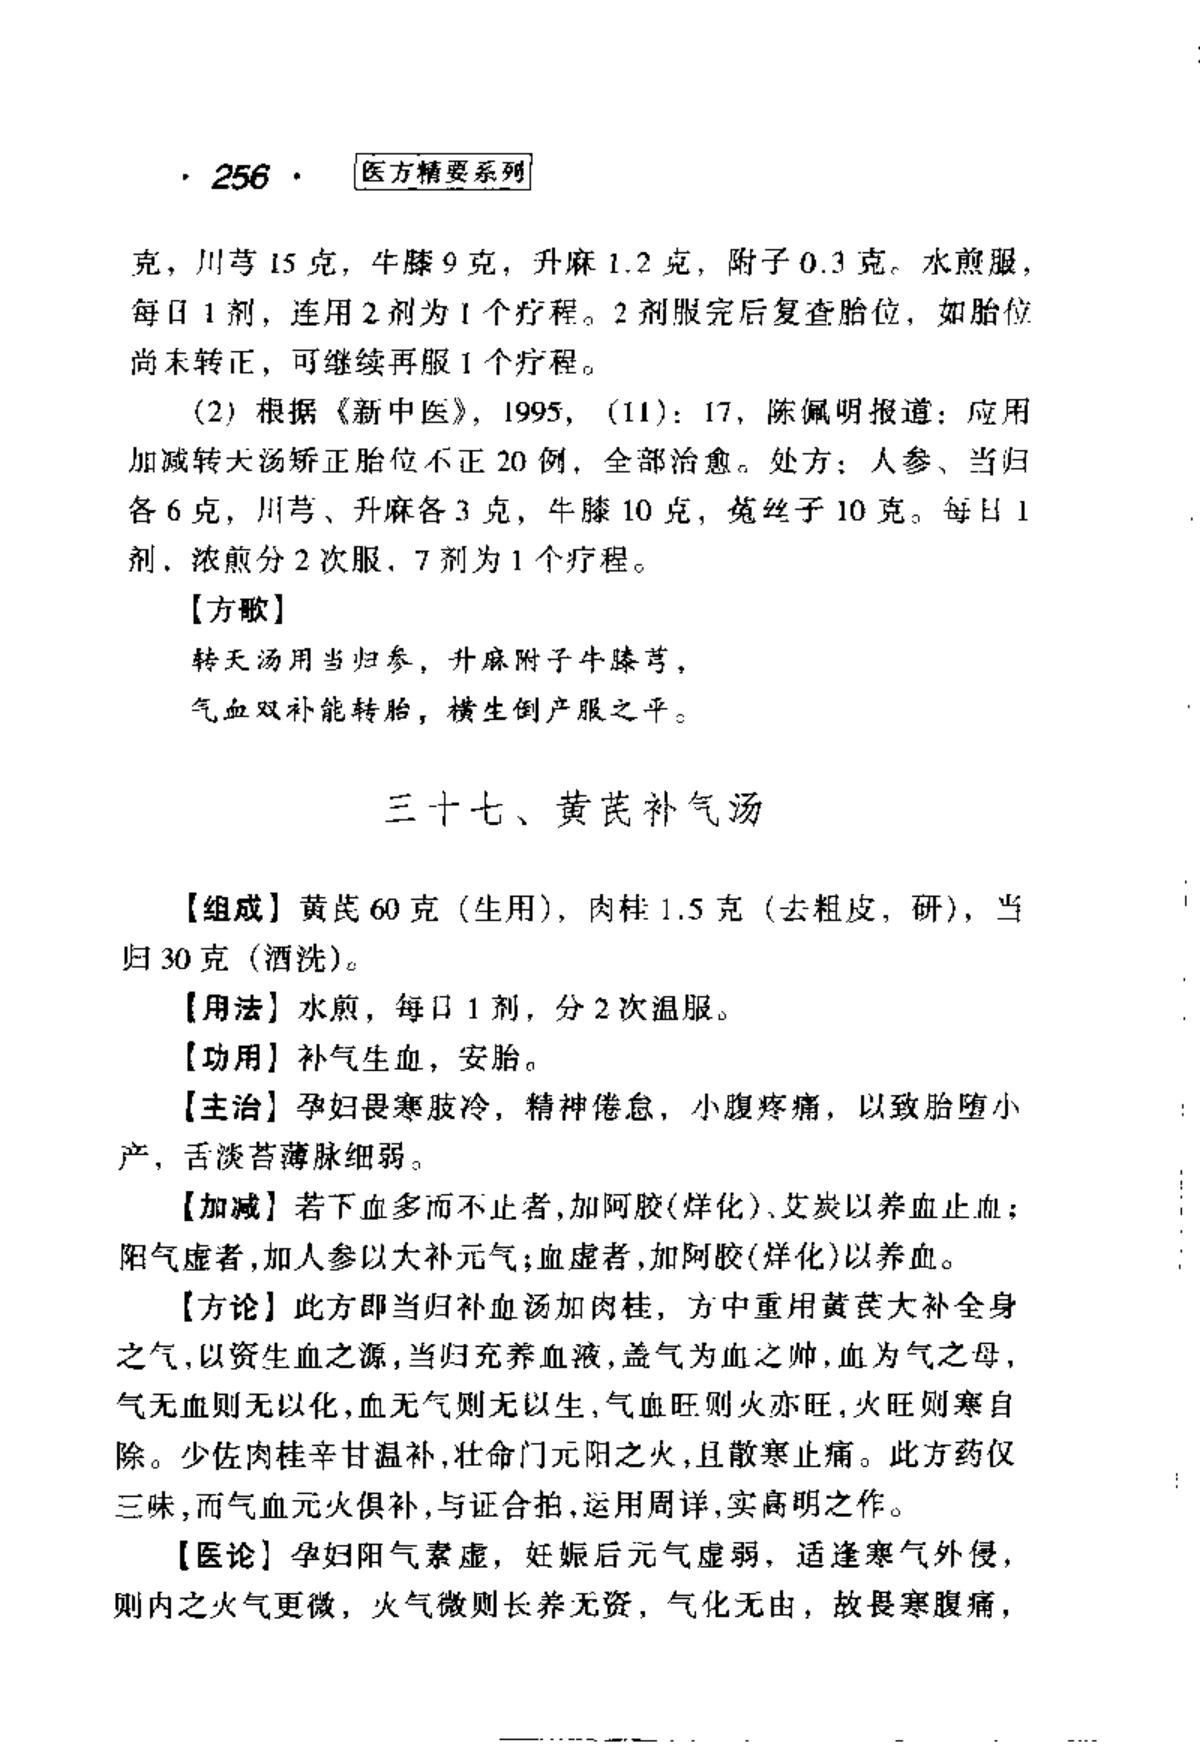 · 256 · 医方精要系列
克，川芎 15 克，牛膝 9 克，升麻 1.2 克，附子 0.3 克。水煎服，
每日 1 剂，连用 2 剂为 1 个疗程。2 剂服完后复查胎位，如胎位
尚未转正，可继续再服 1 个疗程。
（2）根据《新中医》，1995，（11）：17，陈佩明报道：应用
加减转天汤矫正胎位不正 20 例，全部治愈。处方：人参、当归
各 6 克，川芎、升麻各 3 克，牛膝 10 克，菟丝子 10 克。每日 1
剂，浓煎分 2 次服，7 剂为 1 个疗程。
【方歌】
转天汤用当归参，升麻附子牛膝芎，
气血双补能转胎，横生倒产服之平。
三十七、黄芪补气汤
【组成】黄芪 60 克（生用），肉桂 1.5 克（去粗皮，研），当
归 30 克（酒洗）。
【用法】水煎，每日 1 剂，分 2 次温服。
【功用】补气生血，安胎。
【主治】孕妇畏寒肢冷，精神倦怠，小腹疼痛，以致胎堕小
产，舌淡苔薄脉细弱。
【加减】若下血多而不止者，加阿胶（烊化）、艾炭以养血止血；
阳气虚者，加人参以大补元气；血虚者，加阿胶（烊化）以养血。
【方论】此方即当归补血汤加肉桂，方中重用黄芪大补全身
之气，以资生血之源，当归充养血液，盖气为血之帅，血为气之母，
气无血则无以化，血无气则无以生，气血旺则火亦旺，火旺则寒自
除。少佐肉桂辛甘温补，壮命门元阳之火，且散寒止痛。此方药仅
三味，而气血元火俱补，与证合拍，运用周详，实高明之作。
【医论】孕妇阳气素虚，妊娠后元气虚弱，适逢寒气外侵，
则内之火气更微，火气微则长养无资，气化无由，故畏寒腹痛，